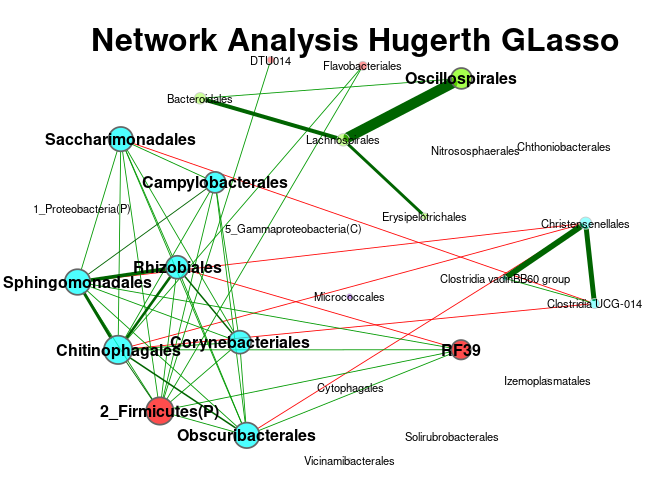 Network Analysis Hugerth GLasso
DTU014
Flavobacteriales
Oscillospirales
Bacteroidales
Saccharimonadales
Lachnospirales
Chthoniobacterales
Nitrososphaerales
Campylobacterales
1_Proteobacteria(P)
Erysipelotrichales
Christensenellales
5_Gammaproteobacteria(C)
Rhizobiales
Sphingomonadales
Clostridia vadinBB60 group
Micrococcales
Clostridia UCG-014
Corynebacteriales
Chitinophagales
RF39
Izemoplasmatales
Cytophagales
2_Firmicutes(P)
Obscuribacterales
Solirubrobacterales
Vicinamibacterales